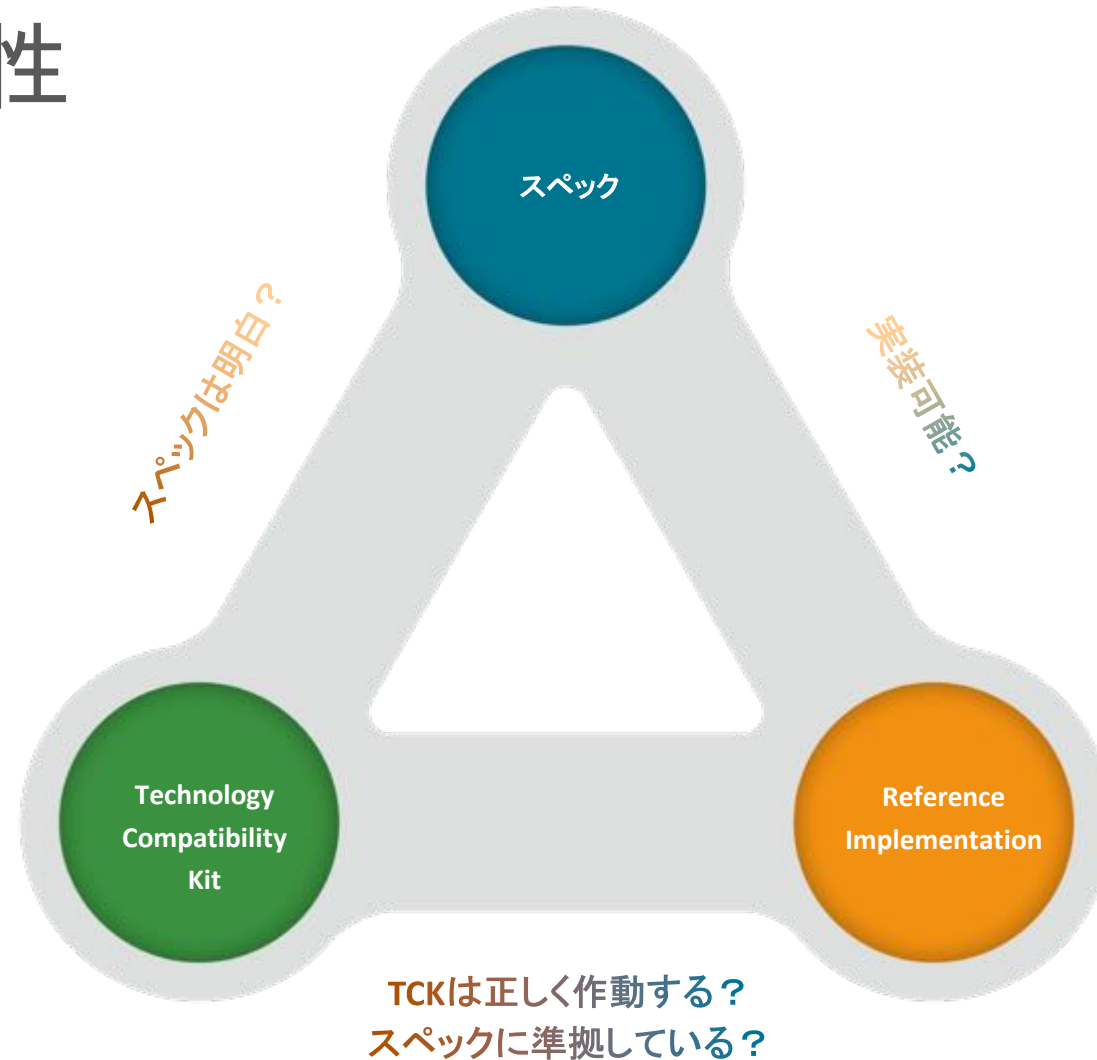 性
スペック
スペックは明白？
実装可能？
Technology
Compatibility
Kit
Reference
Implementation
TCKは正しく作動する？
スペックに準拠している？